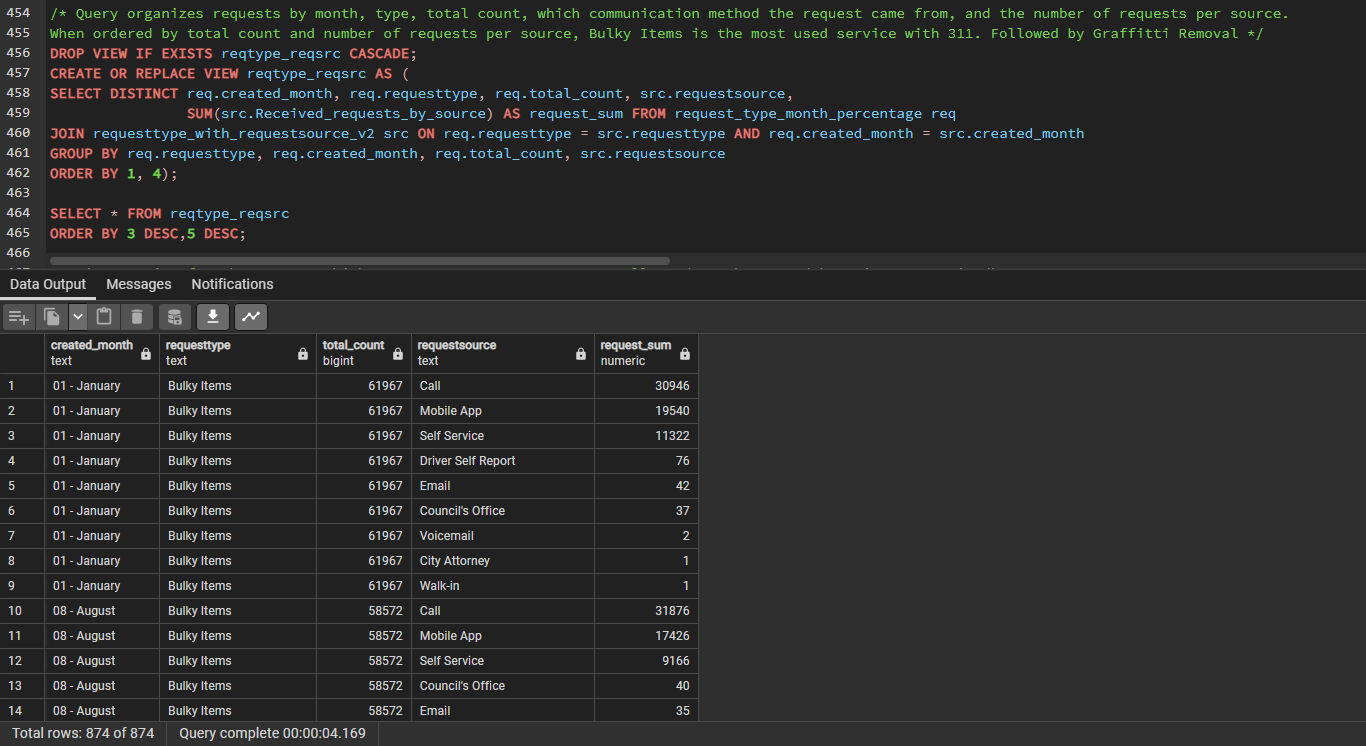 454 /* Query organizes requests by month, type, total count, which communication method the request came from, and the number of requests per source.
455 When ordered by total count and number of requests per source, Bulky Items is the most used service with 311. Followed by Graffitti Removal */
456 DROP VIEW IF EXISTS reqtype_reqsrc CASCADE;
457 CREATE OR REPLACE VIEW reqtype_reqsrc AS (
458 SELECT DISTINCT req.created_month, req.requesttype, req.total_count, src.requestsource,
459 SUM(src.Received_requests_by_source) AS request_sum FROM request_type_month_percentage req
460 JOIN requesttype_with_requestsource_v2 src ON req.requesttype = src.requesttype AND req.created_month = src.created_month
461 GROUP BY req.requesttype, req.created_month, req.total_count, src.requestsource
462 ORDER BY 1, 4);
463
464 SELECT * FROM reqtype_reqsrc
465 ORDER BY 3 DESC,5 DESC;
466
Data Output Messages Notifications
created_month requesttype total_count requestsource request_sum
text text bigint text numeric
1 01 - January Bulky Items 61967 Call 30946
2 01 - January Bulky Items 61967 Mobile App 19540
3 01 - January Bulky Items 61967 Self Service 11322
4 01 - January Bulky Items 61967 Driver Self Report 76
5 01 - January Bulky Items 61967 Email 42
6 01 - January Bulky Items 61967 Council's Office 37
7 01 - January Bulky Items 61967 Voicemail 2
8 01 - January Bulky Items 61967 City Attorney 1
9 01 - January Bulky Items 61967 Walk-in 1
10 08 - August Bulky Items 58572 Call 31876
11 08 - August Bulky Items 58572 Mobile App 17426
12 08 - August Bulky Items 58572 Self Service 9166
13 08 - August Bulky Items 58572 Council's Office 40
14 08 - August Bulky Items 58572 Email 35
Total rows: 874 of 874 Query complete 00:00:04.169